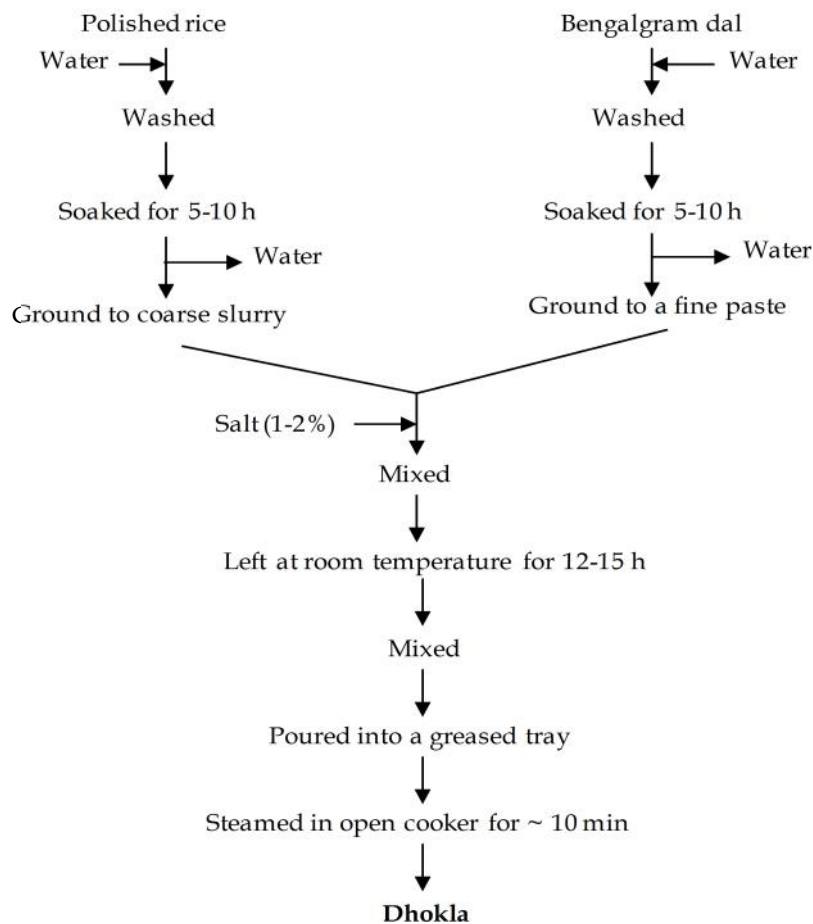 Polished rice
Bengalgram dal
Water
Water
Washed
Washed
Soaked for 5-10 h
Soaked for 5-10 h
Water
Water
Ground to coarse slurry
Ground to a fine paste
Salt (1-2%)
Mixed
Left at room temperature for 12-15 h
Mixed
Poured into a greased tray
Steamed in open cooker for ~ 10 min
Dhokla